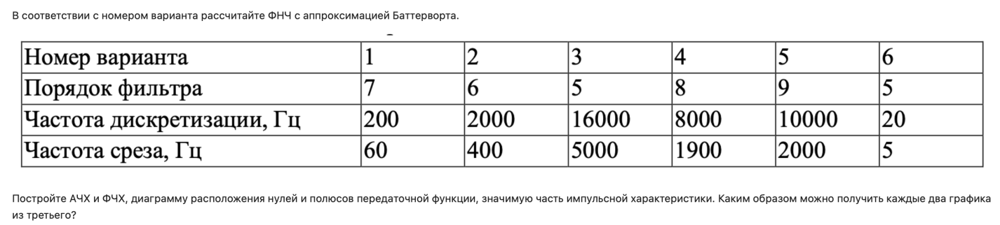 В соответствии с номером варианта рассчитайте ФНЧ с аппроксимацией Баттерворта.
Номер варианта 1 2 3 4 5 6
Порядок фильтра 7 6 5 8 9 5
Частота дискретизации, Гц 200 2000 16000 8000 10000 20
Частота среза, Гц 60 400 5000 1900 2000 5
Постройте АЧХ и ФЧХ, диаграмму расположения нулей и полюсов передаточной функции, значимую часть импульсной характеристики. Каким образом можно получить каждые два графика
из третьего?